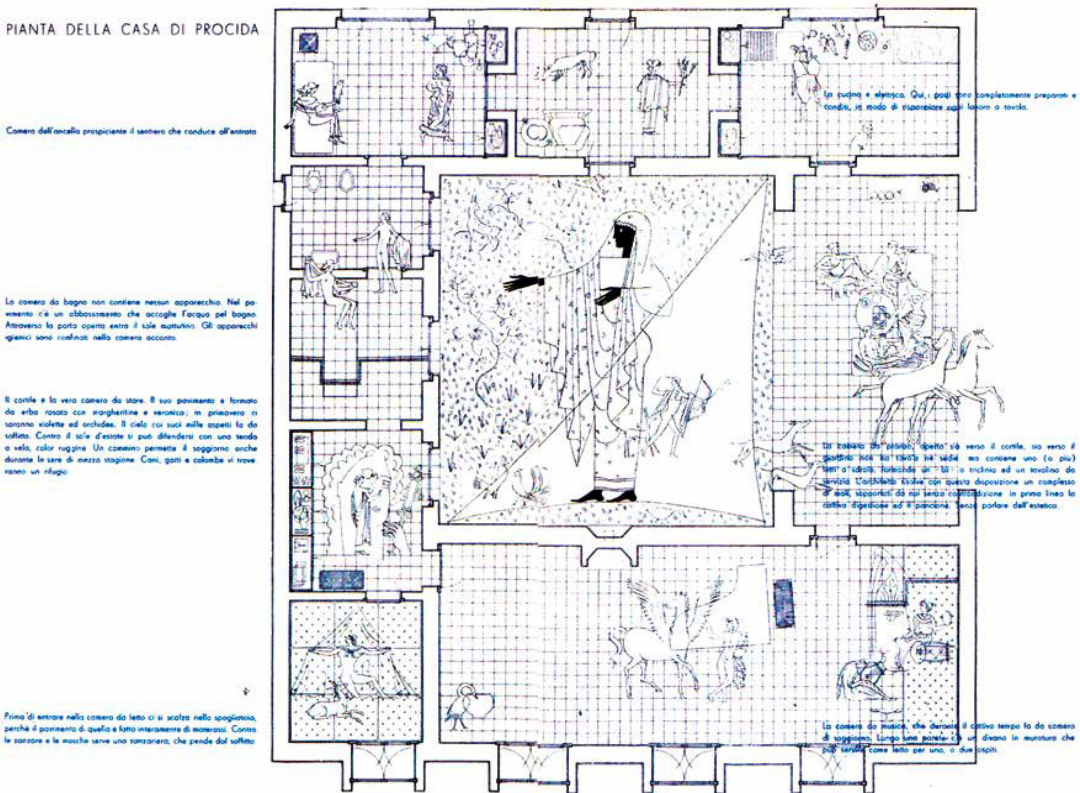 PIANTA DELLA CASA DI PROCIDA
La cucina è elettrica. Qui, i pasti sono completamente preparati e
conditi, in modo di risparmiare ogni lavoro a tavola.
Camera dell'ancella prospiciente il sentiero che conduce all'entrata
La camera da bagno non contiene nessun apparecchio. Nel pa-
vimento c'è un abbassamento che accoglie l'acqua pel bagno.
Attraverso la porta aperta entra il sole mattutino. Gli apparecchi
igienici sono confinati nella camera accanto.
Il cortile è la vera camera da stare. Il suo pavimento è formato
da erba rasata con margheritine e veronica; in primavera ci
saranno violette ed orchidee. Il cielo coi suoi mille aspetti fa da
soffitto. Contro il sole d'estate si può difendersi con una tenda
a vela, color ruggine. Un cammino permette il soggiorno anche
durante le sere di mezza stagione. Cani, gatti e colombe vi trove
ranno un rifugio
La camera da pranzo, aperta sia verso il cortile, sia verso il
giardino non ha tavola né sedie ma contiene uno (o più)
letti a sdraio, formando un bi- o triclinio ed un tavolino da
servizio L'architetto risolve con questa disposizione un complesso
di mali, sopportati da noi senza contraddizione: in prima linea la
cattiva digestione ed il pancione, senza parlare dell'estetica.
Prima di entrare nella camera da letto ci si scalza nello spogliatoio,
perchè il pavimento di quella è fatto interamente di materassi. Contro
le zanzare e le mosche serve una zanzariera, che pende dal soffitto
La camera da musica, che durante il cattivo tempo fa da camera
di soggiorno. Lungo una parete c'è un divano in muratura che
può servire come letto per uno, o due ospiti